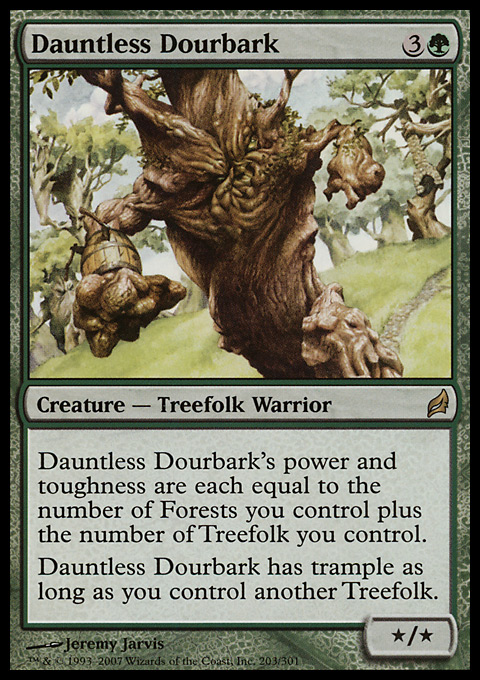 Dauntless Dourbark 3
Creature — Treefolk Warrior
Dauntless Dourbark's power and
toughness are each equal to the
number of Forests you control plus
the number of Treefolk you control.
Dauntless Dourbark has trample as
long as you control another Treefolk.
★/★
Jeremy Jarvis
™ & © 1993–2007 Wizards of the Coast, Inc. 203/301